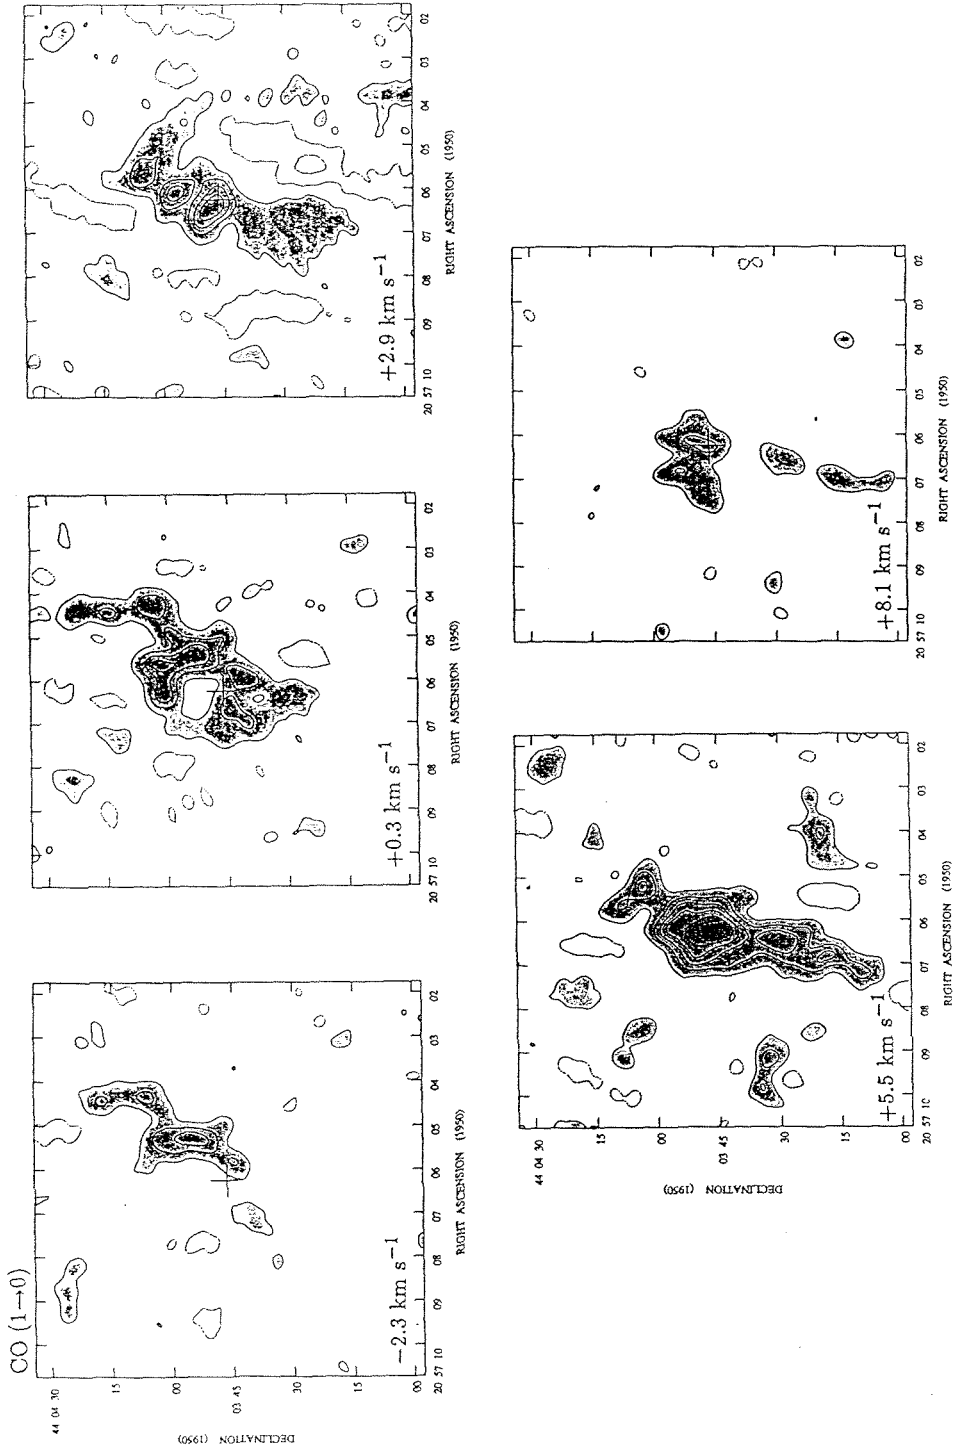 CO (1→0)
−2.3 km s−1
44 04 30
15
00
03 45
30
15
00
20 57 10
09
08
07
06
05
04
03
02
DECLINATION (1950)
RIGHT ASCENSION (1950)
+0.3 km s−1
20 57 10
09
08
07
06
05
04
03
02
RIGHT ASCENSION (1950)
+2.9 km s−1
20 57 10
09
08
07
06
05
04
03
02
RIGHT ASCENSION (1950)
+5.5 km s−1
44 04 30
15
00
03 45
30
15
00
20 57 10
09
08
07
06
05
04
03
02
DECLINATION (1950)
RIGHT ASCENSION (1950)
+8.1 km s−1
20 57 10
09
08
07
06
05
04
03
02
RIGHT ASCENSION (1950)